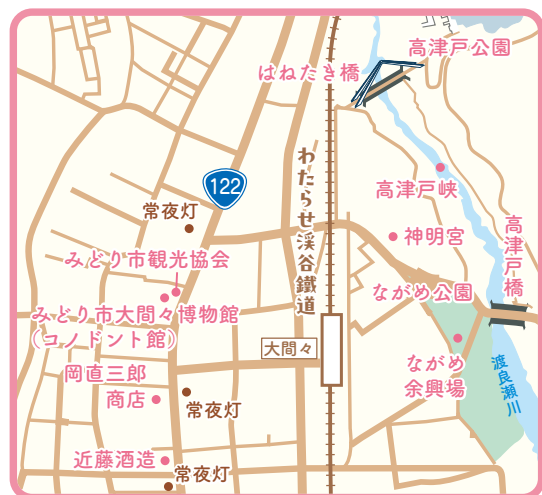 高津戸公園
はねたき橋
わたらせ渓谷鐵道
122
高津戸峡
常夜灯
高津戸橋
神明宮
みどり市観光協会
ながめ公園
みどり市大間々博物館
(コノドント館)
大間々
ながめ
余興場
渡良瀬川
岡直三郎
商店
常夜灯
近藤酒造
常夜灯